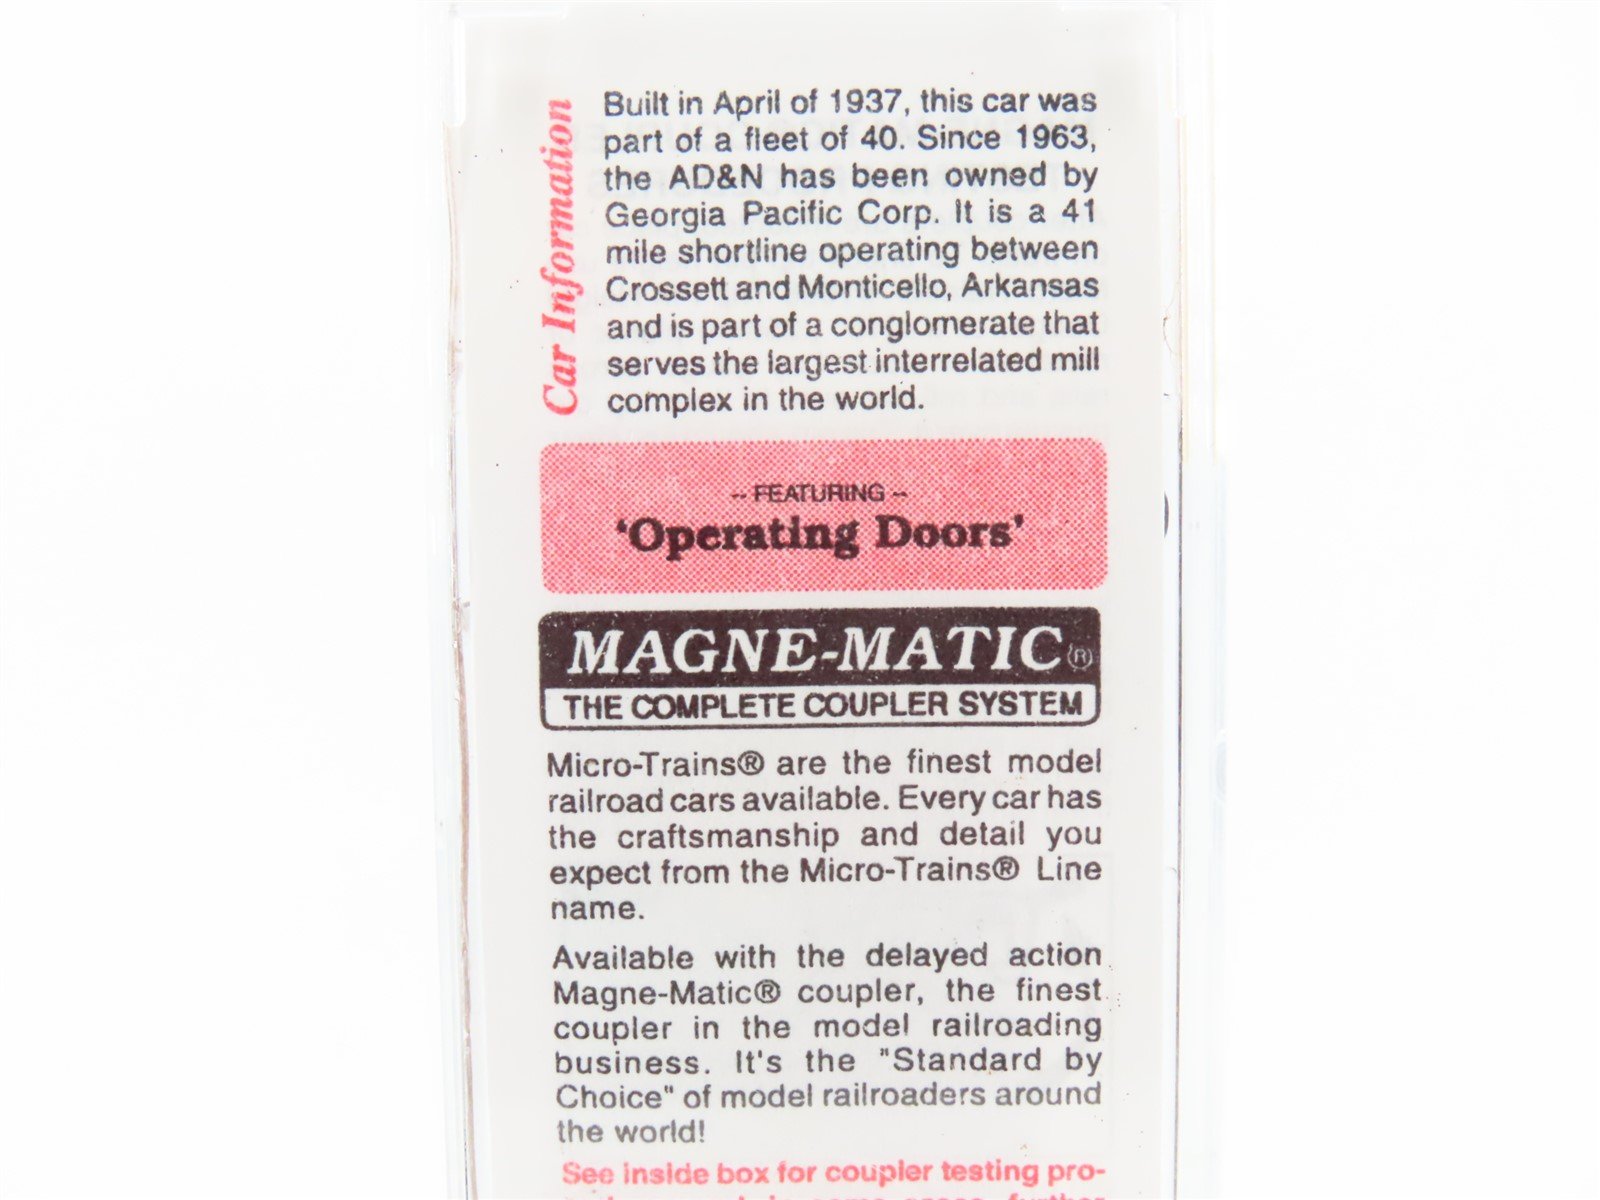 Car Information
Built in April of 1937, this car was
part of a fleet of 40. Since 1963,
the AD&N has been owned by
Georgia Pacific Corp. It is a 41
mile shortline operating between
Crossett and Monticello, Arkansas
and is part of a conglomerate that
serves the largest interrelated mill
complex in the world.
-- FEATURING --
'Operating Doors'
MAGNE-MATIC®
THE COMPLETE COUPLER SYSTEM
Micro-Trains® are the finest model
railroad cars available. Every car has
the craftsmanship and detail you
expect from the Micro-Trains® Line
name.
Available with the delayed action
Magne-Matic® coupler, the finest
coupler in the model railroading
business. It's the "Standard by
Choice" of model railroaders around
the world!
See inside box for coupler testing pro-